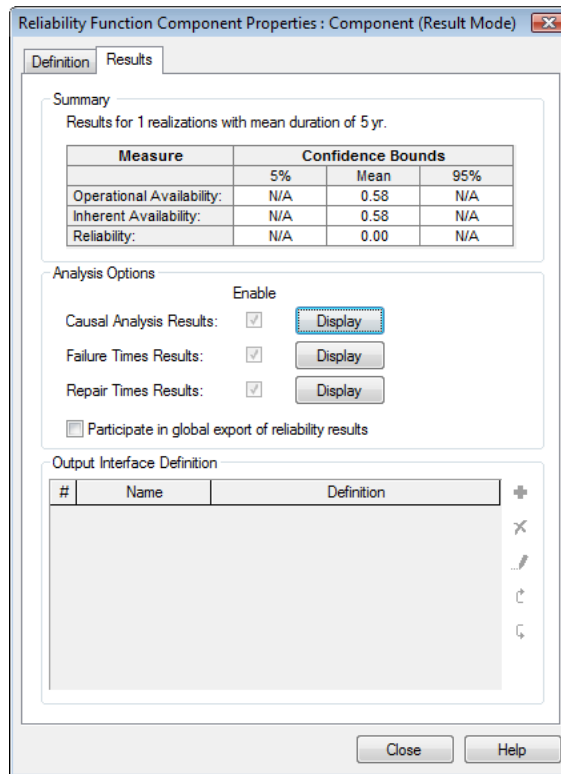 Reliability Function Component Properties : Component (Result Mode)
Definition Results
Summary
Results for 1 realizations with mean duration of 5 yr.
Measure Confidence Bounds
5% Mean 95%
Operational Availability: N/A 0.58 N/A
Inherent Availability: N/A 0.58 N/A
Reliability: N/A 0.00 N/A
Analysis Options
Enable
Causal Analysis Results: Display
Failure Times Results: Display
Repair Times Results: Display
Participate in global export of reliability results
Output Interface Definition
# Name Definition
Close Help